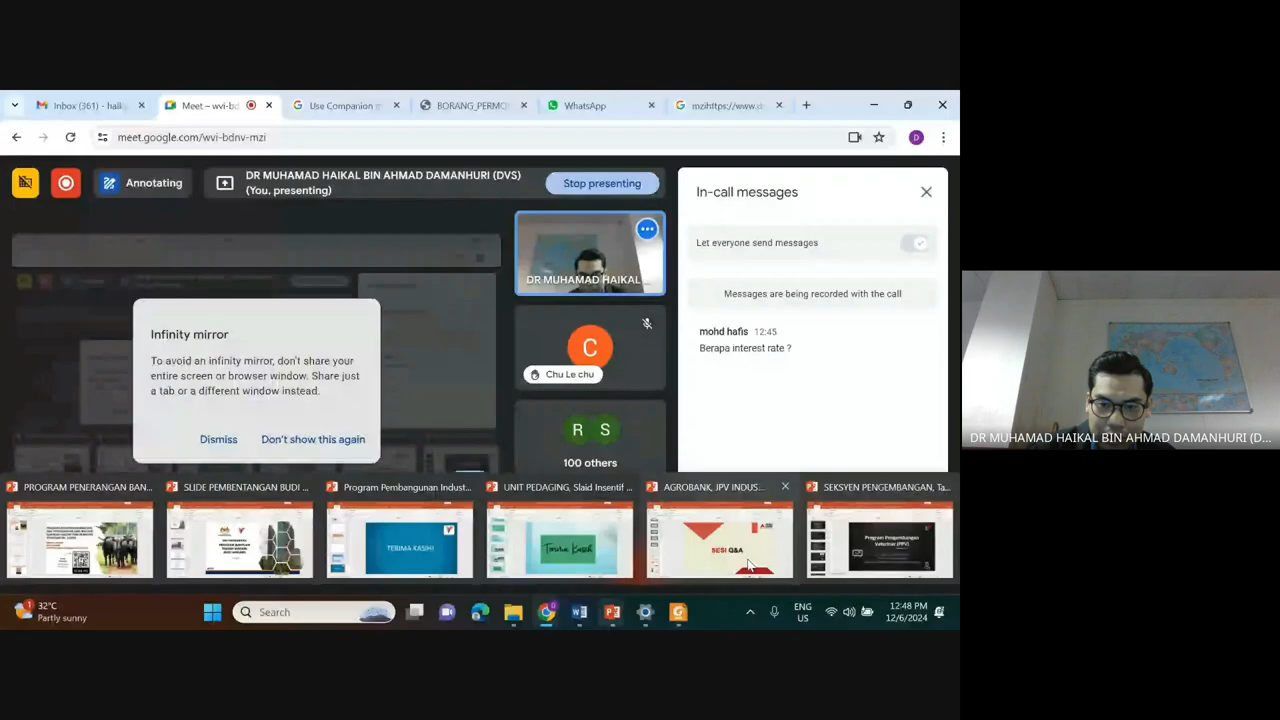 Inbox (361) - hali
Meet – wvi-bd
Use Companion
BORANG_PERMO
WhatsApp
mzihttps://www.d
meet.google.com/wvi-bdnv-mzi
D
Annotating
DR MUHAMAD HAIKAL BIN AHMAD DAMANHURI (DVS)
(You, presenting)
Stop presenting
In-call messages
Let everyone send messages
Messages are being recorded with the call
mohd hafis 12:45
Berapa interest rate ?
DR MUHAMAD HAIKAL ...
Infinity mirror
To avoid an infinity mirror, don't share your
entire screen or browser window. Share just
a tab or a different window instead.
Dismiss
Don't show this again
C
Chu Le chu
R S
100 others
DR MUHAMAD HAIKAL BIN AHMAD DAMANHURI (D...
PROGRAM PENERANGAN BAN...
SLIDE PEMBENTANGAN BUDI ...
Program Pembangunan Indust...
UNIT PEDAGING, Slaid Insentif ...
AGROBANK, JPV INDUS...
SEKSYEN PENGEMBANGAN, Ta...
TERIMA KASIH!
Terima Kasih
SESI Q&A
Program Pengembangan
Veterinar (PPV)
1
32°C
Partly sunny
Search
ENG
US
12:48 PM
12/6/2024